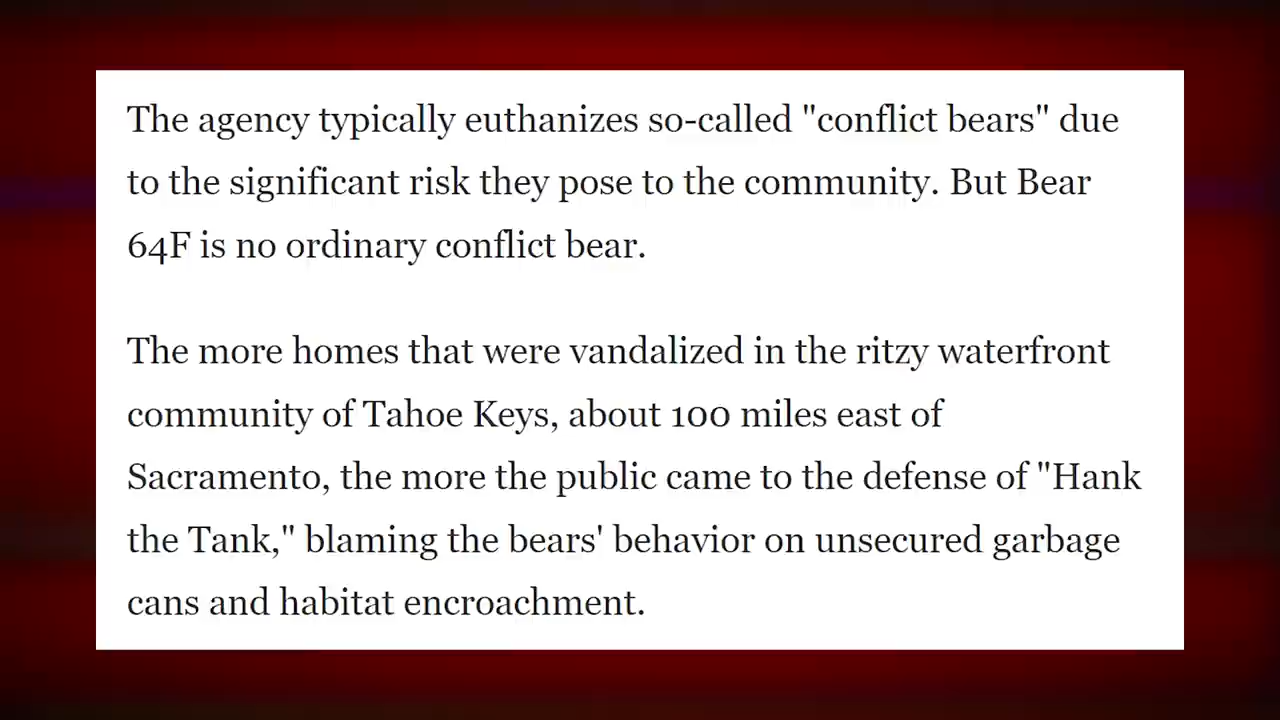 The agency typically euthanizes so-called "conflict bears" due
to the significant risk they pose to the community. But Bear
64F is no ordinary conflict bear.
The more homes that were vandalized in the ritzy waterfront
community of Tahoe Keys, about 100 miles east of
Sacramento, the more the public came to the defense of "Hank
the Tank," blaming the bears' behavior on unsecured garbage
cans and habitat encroachment.